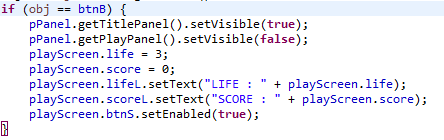 if (obj == btnB) {
pPanel.getTitlePanel().setVisible(true);
pPanel.getPlayPanel().setVisible(false);
playScreen.life = 3;
playScreen.score = 0;
playScreen.lifeL.setText("LIFE : " + playScreen.life);
playScreen.scoreL.setText("SCORE : " + playScreen.score);
playScreen.btnS.setEnabled(true);
}